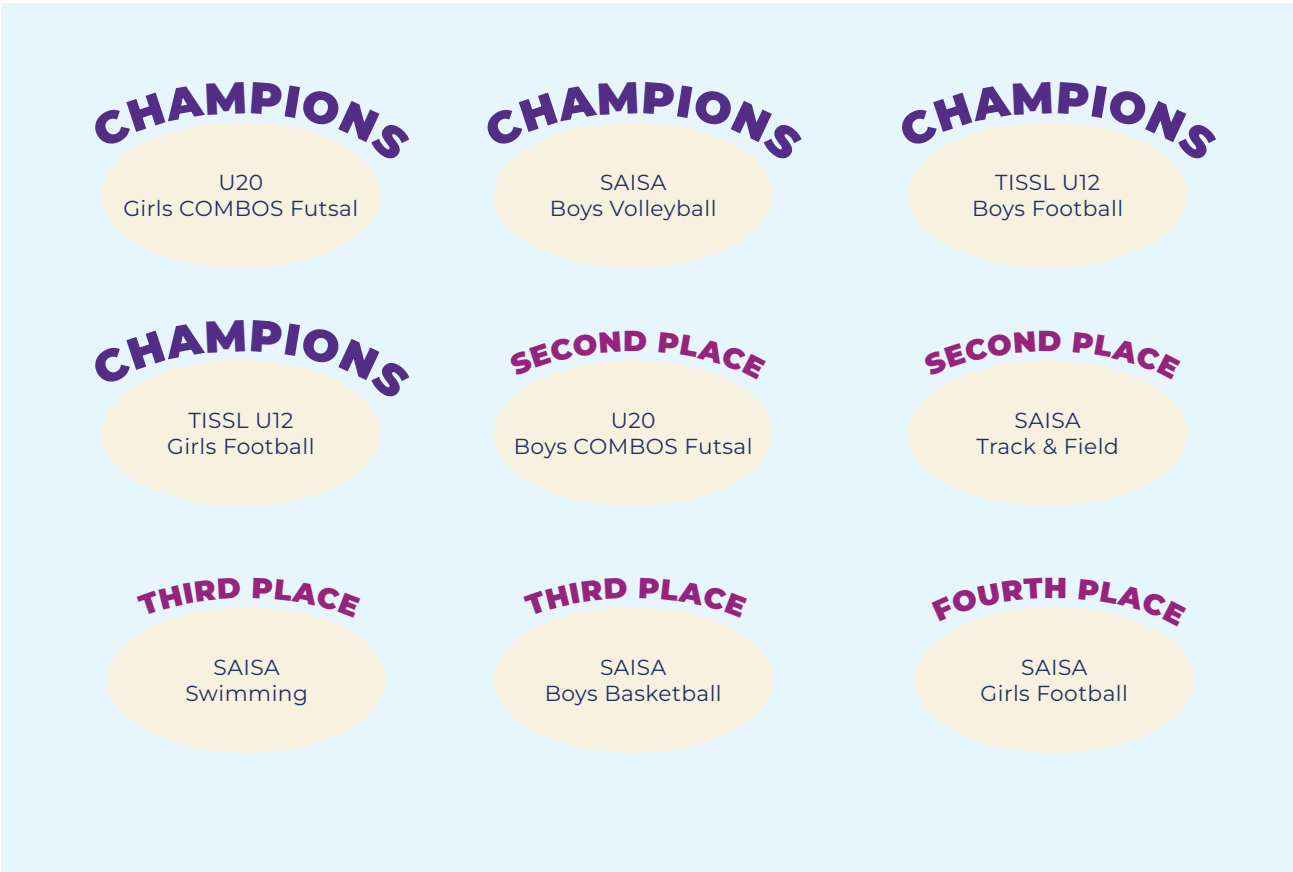 CHAMPIONS
U20
Girls COMBOS Futsal
CHAMPIONS
SAISA
Boys Volleyball
CHAMPIONS
TISSL U12
Boys Football
CHAMPIONS
TISSL U12
Girls Football
SECOND PLACE
U20
Boys COMBOS Futsal
SECOND PLACE
SAISA
Track & Field
THIRD PLACE
SAISA
Swimming
THIRD PLACE
SAISA
Boys Basketball
FOURTH PLACE
SAISA
Girls Football